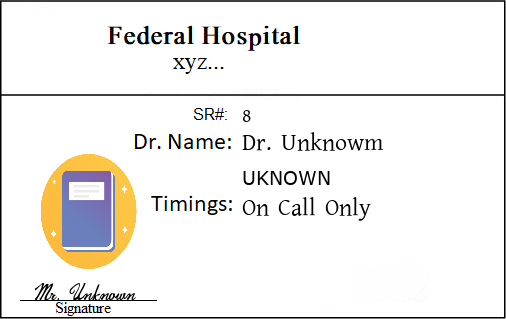 Federal Hospital
xyz...
SR#: 8
Dr. Name: Dr. Unknowm
UKNOWN
Timings: On Call Only
Mr. Unknown
Signature